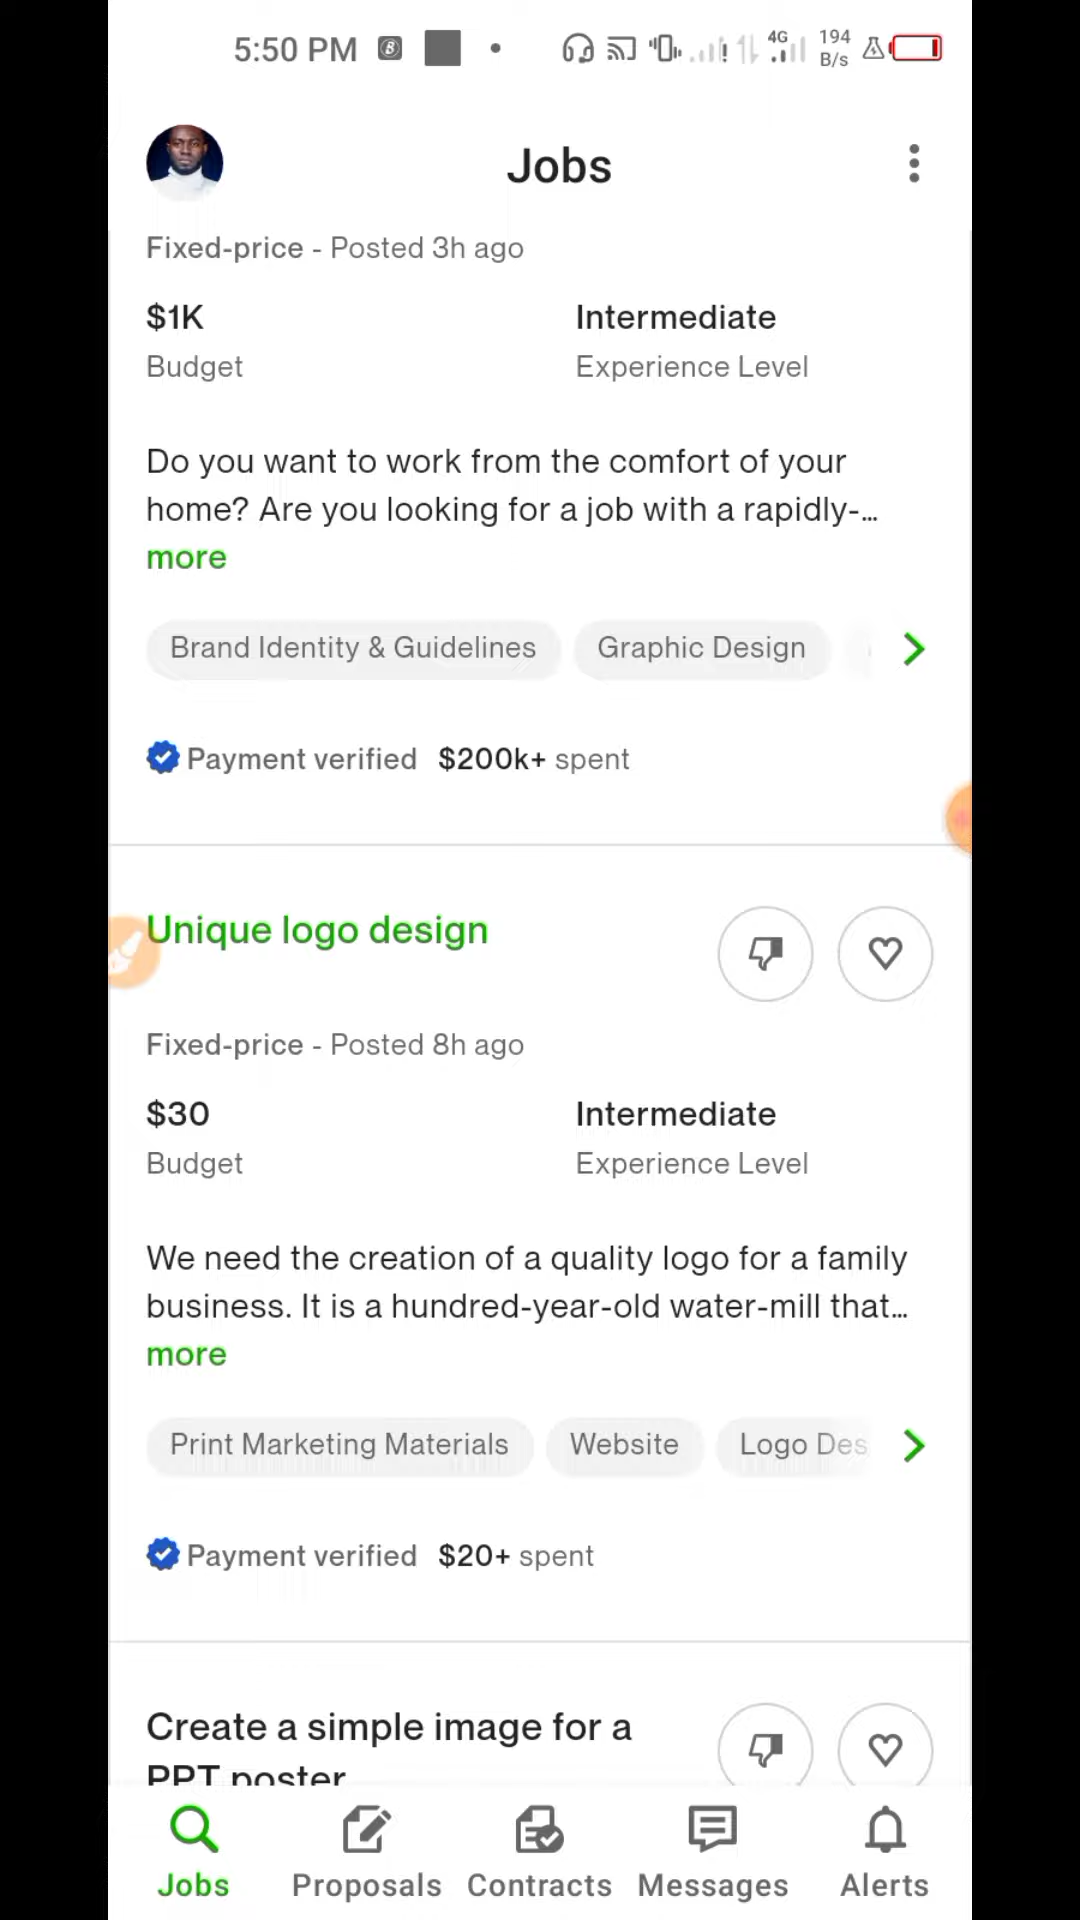 5:50 PM
4G
194
B/s
Jobs
Fixed-price - Posted 3h ago
$1K
Intermediate
Budget
Experience Level
Do you want to work from the comfort of your
home? Are you looking for a job with a rapidly-...
more
Brand Identity & Guidelines
Graphic Design
Payment verified $200k+ spent
Unique logo design
Fixed-price - Posted 8h ago
$30
Intermediate
Budget
Experience Level
We need the creation of a quality logo for a family
business. It is a hundred-year-old water-mill that...
more
Print Marketing Materials
Website
Logo Des
Payment verified $20+ spent
Create a simple image for a
PPT poster
Jobs
Proposals
Contracts
Messages
Alerts